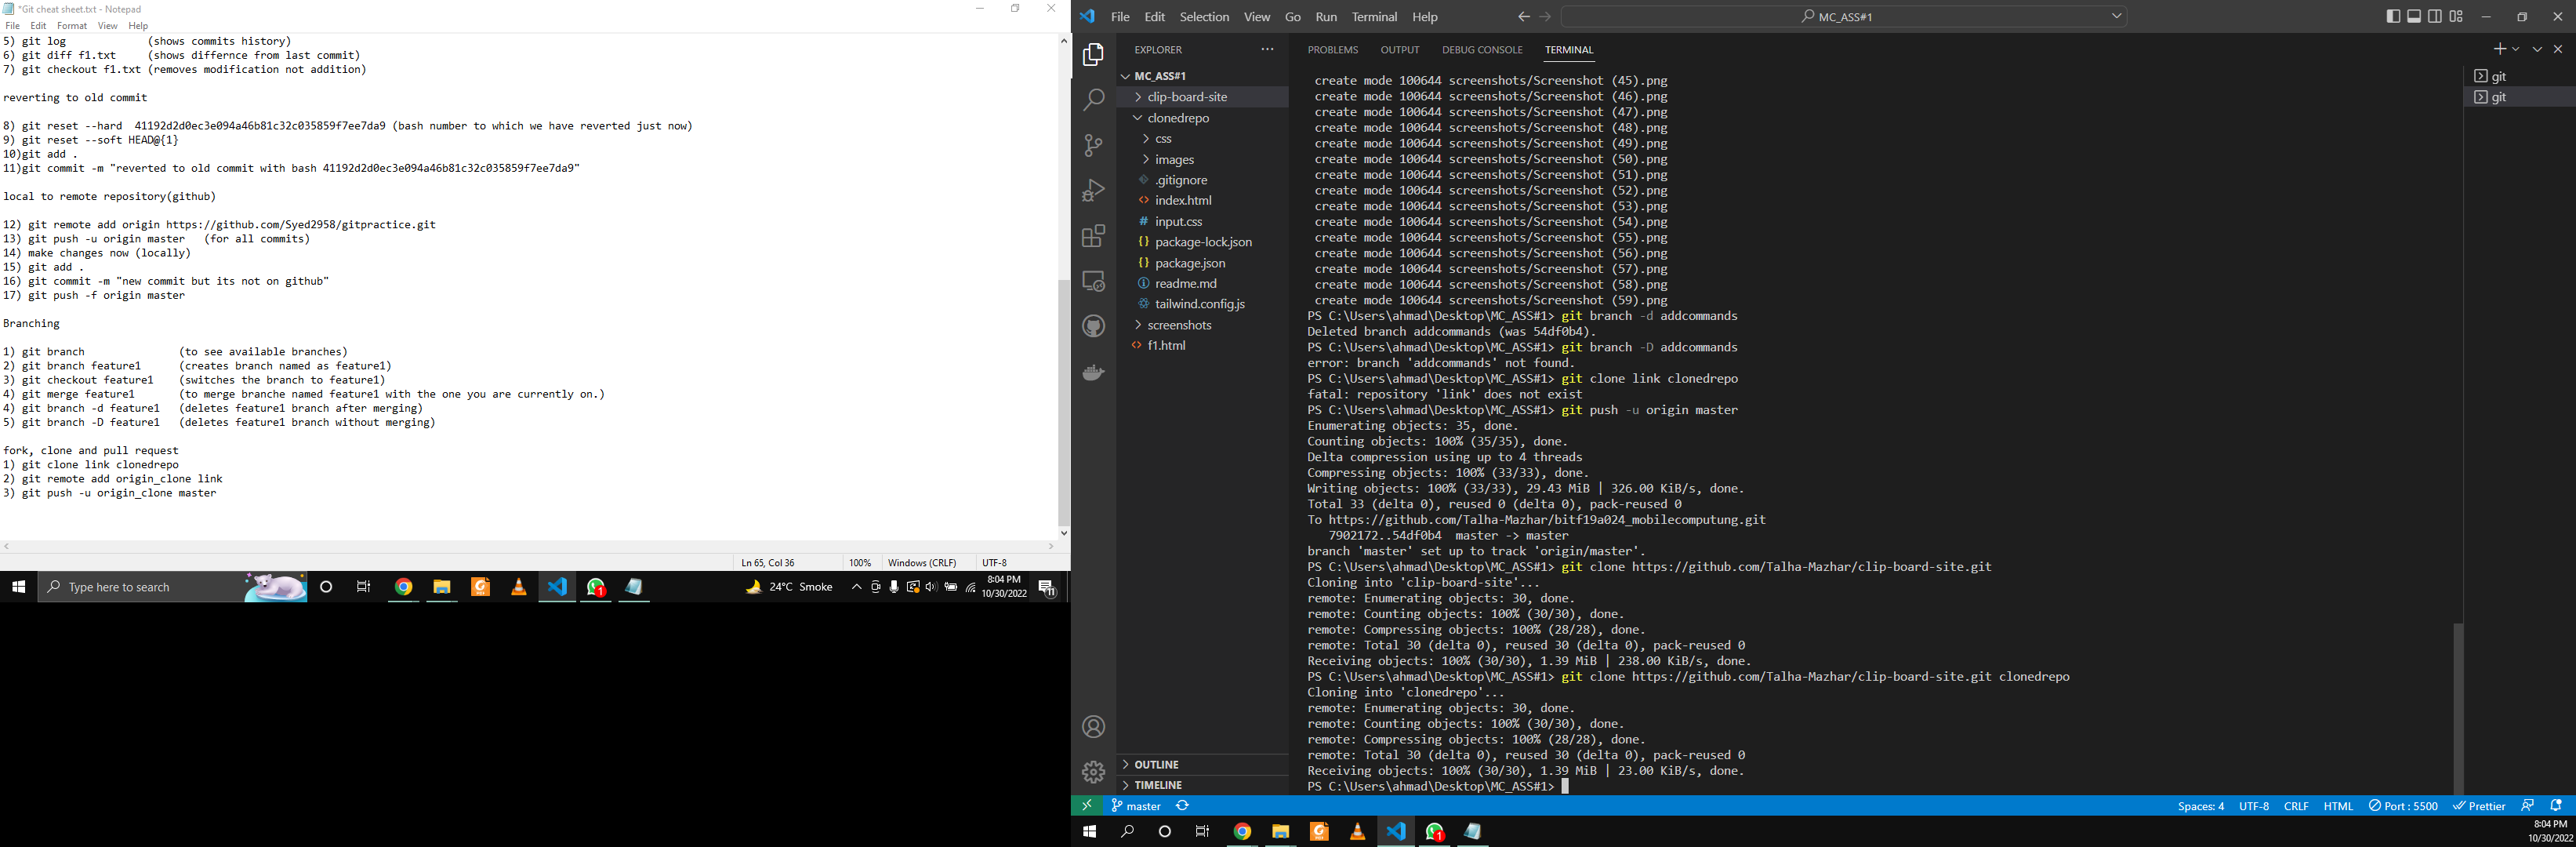 *Git cheat sheet.txt - Notepad
File Edit Format View Help
5) git log (shows commits history)
6) git diff f1.txt (shows differnce from last commit)
7) git checkout f1.txt (removes modification not addition)
reverting to old commit
8) git reset --hard 41192d2d0ec3e094a46b81c32c035859f7ee7da9 (bash number to which we have reverted just now)
9) git reset --soft HEAD@{1}
10)git add .
11)git commit -m "reverted to old commit with bash 41192d2d0ec3e094a46b81c32c035859f7ee7da9"
local to remote repository(github)
12) git remote add origin https://github.com/Syed2958/gitpractice.git
13) git push -u origin master (for all commits)
14) make changes now (locally)
15) git add .
16) git commit -m "new commit but its not on github"
17) git push -f origin master
Branching
1) git branch (to see available branches)
2) git branch feature1 (creates branch named as feature1)
3) git checkout feature1 (switches the branch to feature1)
4) git merge feature1 (to merge branche named feature1 with the one you are currently on.)
4) git branch -d feature1 (deletes feature1 branch after merging)
5) git branch -D feature1 (deletes feature1 branch without merging)
fork, clone and pull request
1) git clone link clonedrepo
2) git remote add origin_clone link
3) git push -u origin_clone master
Ln 65, Col 36 100% Windows (CRLF) UTF-8
Type here to search
1
24°C Smoke
8:04 PM
10/30/2022
11
File Edit Selection View Go Run Terminal Help
MC_ASS#1
EXPLORER
MC_ASS#1
clip-board-site
clonedrepo
css
images
.gitignore
index.html
input.css
package-lock.json
package.json
readme.md
tailwind.config.js
screenshots
f1.html
OUTLINE
TIMELINE
PROBLEMS OUTPUT DEBUG CONSOLE TERMINAL
git
git
create mode 100644 screenshots/Screenshot (45).png
create mode 100644 screenshots/Screenshot (46).png
create mode 100644 screenshots/Screenshot (47).png
create mode 100644 screenshots/Screenshot (48).png
create mode 100644 screenshots/Screenshot (49).png
create mode 100644 screenshots/Screenshot (50).png
create mode 100644 screenshots/Screenshot (51).png
create mode 100644 screenshots/Screenshot (52).png
create mode 100644 screenshots/Screenshot (53).png
create mode 100644 screenshots/Screenshot (54).png
create mode 100644 screenshots/Screenshot (55).png
create mode 100644 screenshots/Screenshot (56).png
create mode 100644 screenshots/Screenshot (57).png
create mode 100644 screenshots/Screenshot (58).png
create mode 100644 screenshots/Screenshot (59).png
PS C:\Users\ahmad\Desktop\MC_ASS#1> git branch -d addcommands
Deleted branch addcommands (was 54df0b4).
PS C:\Users\ahmad\Desktop\MC_ASS#1> git branch -D addcommands
error: branch 'addcommands' not found.
PS C:\Users\ahmad\Desktop\MC_ASS#1> git clone link clonedrepo
fatal: repository 'link' does not exist
PS C:\Users\ahmad\Desktop\MC_ASS#1> git push -u origin master
Enumerating objects: 35, done.
Counting objects: 100% (35/35), done.
Delta compression using up to 4 threads
Compressing objects: 100% (33/33), done.
Writing objects: 100% (33/33), 29.43 MiB | 326.00 KiB/s, done.
Total 33 (delta 0), reused 0 (delta 0), pack-reused 0
To https://github.com/Talha-Mazhar/bitf19a024_mobilecomputung.git
7902172..54df0b4 master -> master
branch 'master' set up to track 'origin/master'.
PS C:\Users\ahmad\Desktop\MC_ASS#1> git clone https://github.com/Talha-Mazhar/clip-board-site.git
Cloning into 'clip-board-site'...
remote: Enumerating objects: 30, done.
remote: Counting objects: 100% (30/30), done.
remote: Compressing objects: 100% (28/28), done.
remote: Total 30 (delta 0), reused 30 (delta 0), pack-reused 0
Receiving objects: 100% (30/30), 1.39 MiB | 238.00 KiB/s, done.
PS C:\Users\ahmad\Desktop\MC_ASS#1> git clone https://github.com/Talha-Mazhar/clip-board-site.git clonedrepo
Cloning into 'clonedrepo'...
remote: Enumerating objects: 30, done.
remote: Counting objects: 100% (30/30), done.
remote: Compressing objects: 100% (28/28), done.
remote: Total 30 (delta 0), reused 30 (delta 0), pack-reused 0
Receiving objects: 100% (30/30), 1.39 MiB | 23.00 KiB/s, done.
PS C:\Users\ahmad\Desktop\MC_ASS#1>
master
Spaces: 4 UTF-8 CRLF HTML Port : 5500 Prettier
1
8:04 PM
10/30/2022